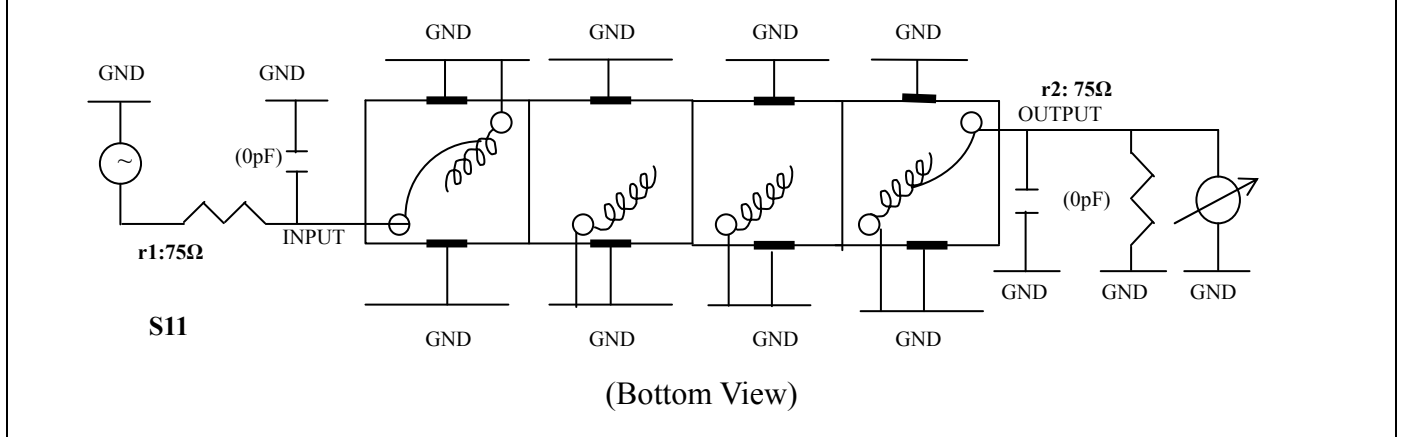 GND GND GND GND
GND GND
r2: 75Ω
OUTPUT
~
(0pF)
(0pF)
INPUT
r1:75Ω
GND GND GND
S11
GND GND GND GND
(Bottom View)